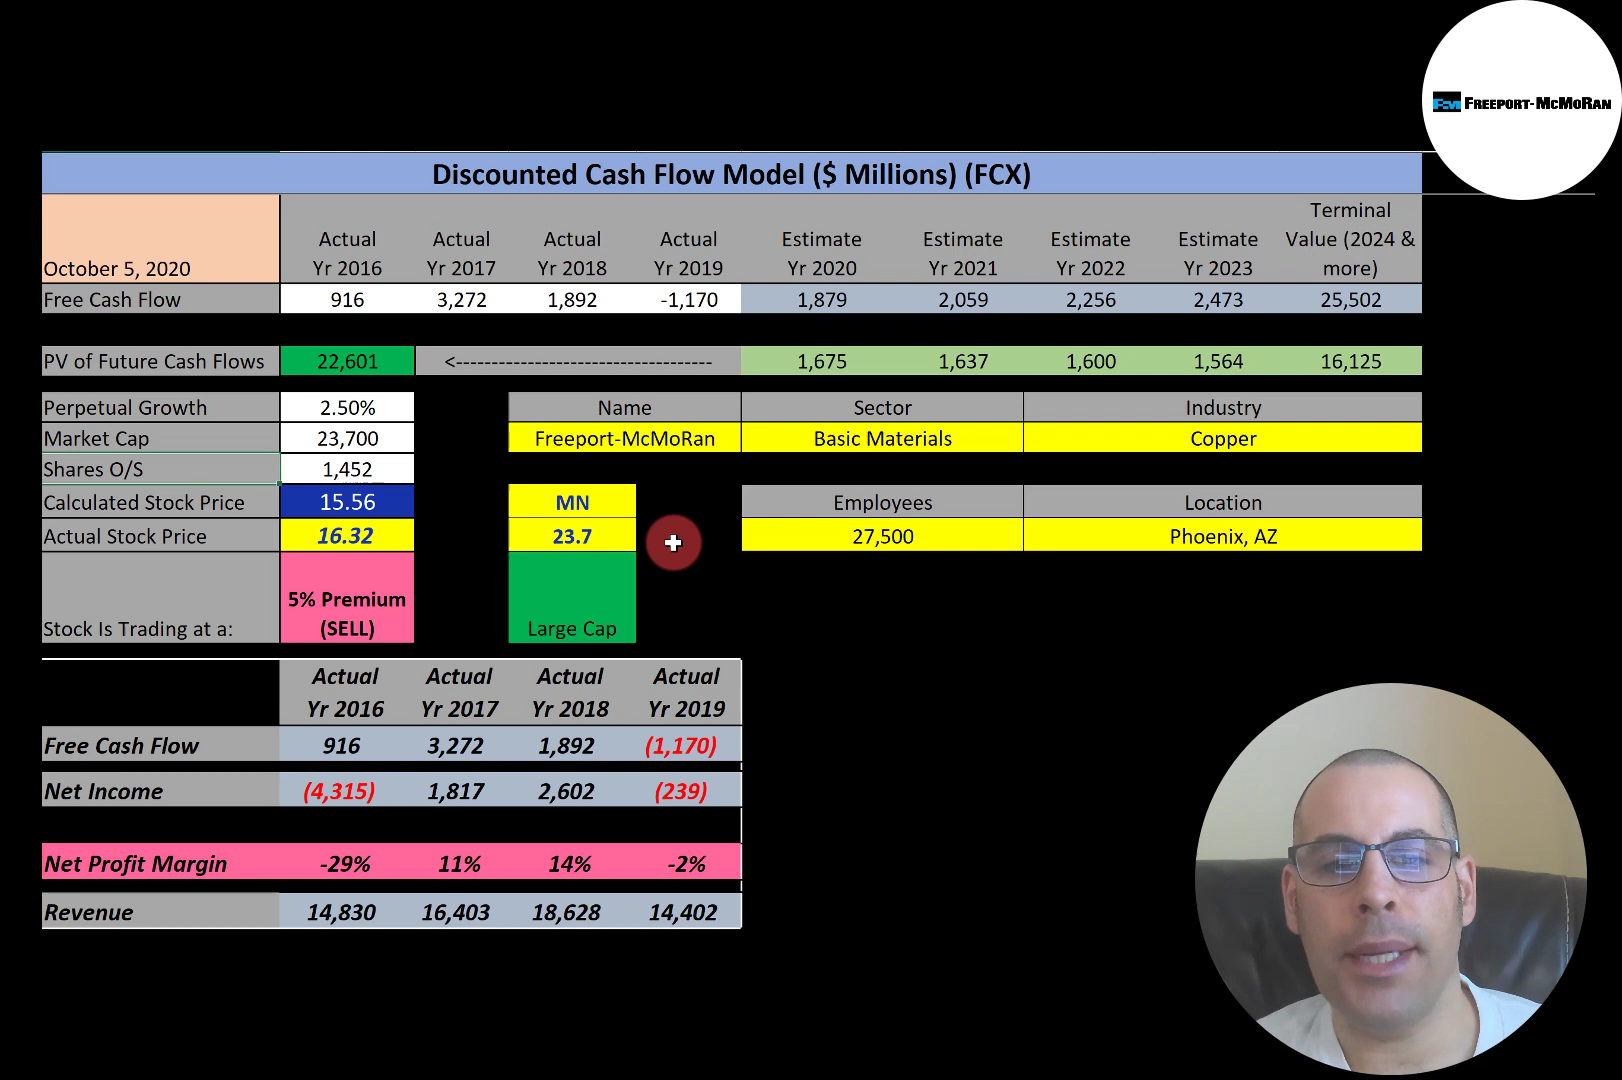 FCX FREEPORT-MCMORAN
Discounted Cash Flow Model ($ Millions) (FCX)
October 5, 2020 Actual Yr 2016 Actual Yr 2017 Actual Yr 2018 Actual Yr 2019 Estimate Yr 2020 Estimate Yr 2021 Estimate Yr 2022 Estimate Yr 2023 Terminal Value (2024 & more)
Free Cash Flow 916 3,272 1,892 -1,170 1,879 2,059 2,256 2,473 25,502
PV of Future Cash Flows 22,601 <----------------------------------- 1,675 1,637 1,600 1,564 16,125
Perpetual Growth 2.50% Name Sector Industry
Market Cap 23,700 Freeport-McMoRan Basic Materials Copper
Shares O/S 1,452
Calculated Stock Price 15.56 MN Employees Location
Actual Stock Price 16.32 23.7 27,500 Phoenix, AZ
Stock Is Trading at a: 5% Premium (SELL) Large Cap
Actual Yr 2016 Actual Yr 2017 Actual Yr 2018 Actual Yr 2019
Free Cash Flow 916 3,272 1,892 (1,170)
Net Income (4,315) 1,817 2,602 (239)
Net Profit Margin -29% 11% 14% -2%
Revenue 14,830 16,403 18,628 14,402